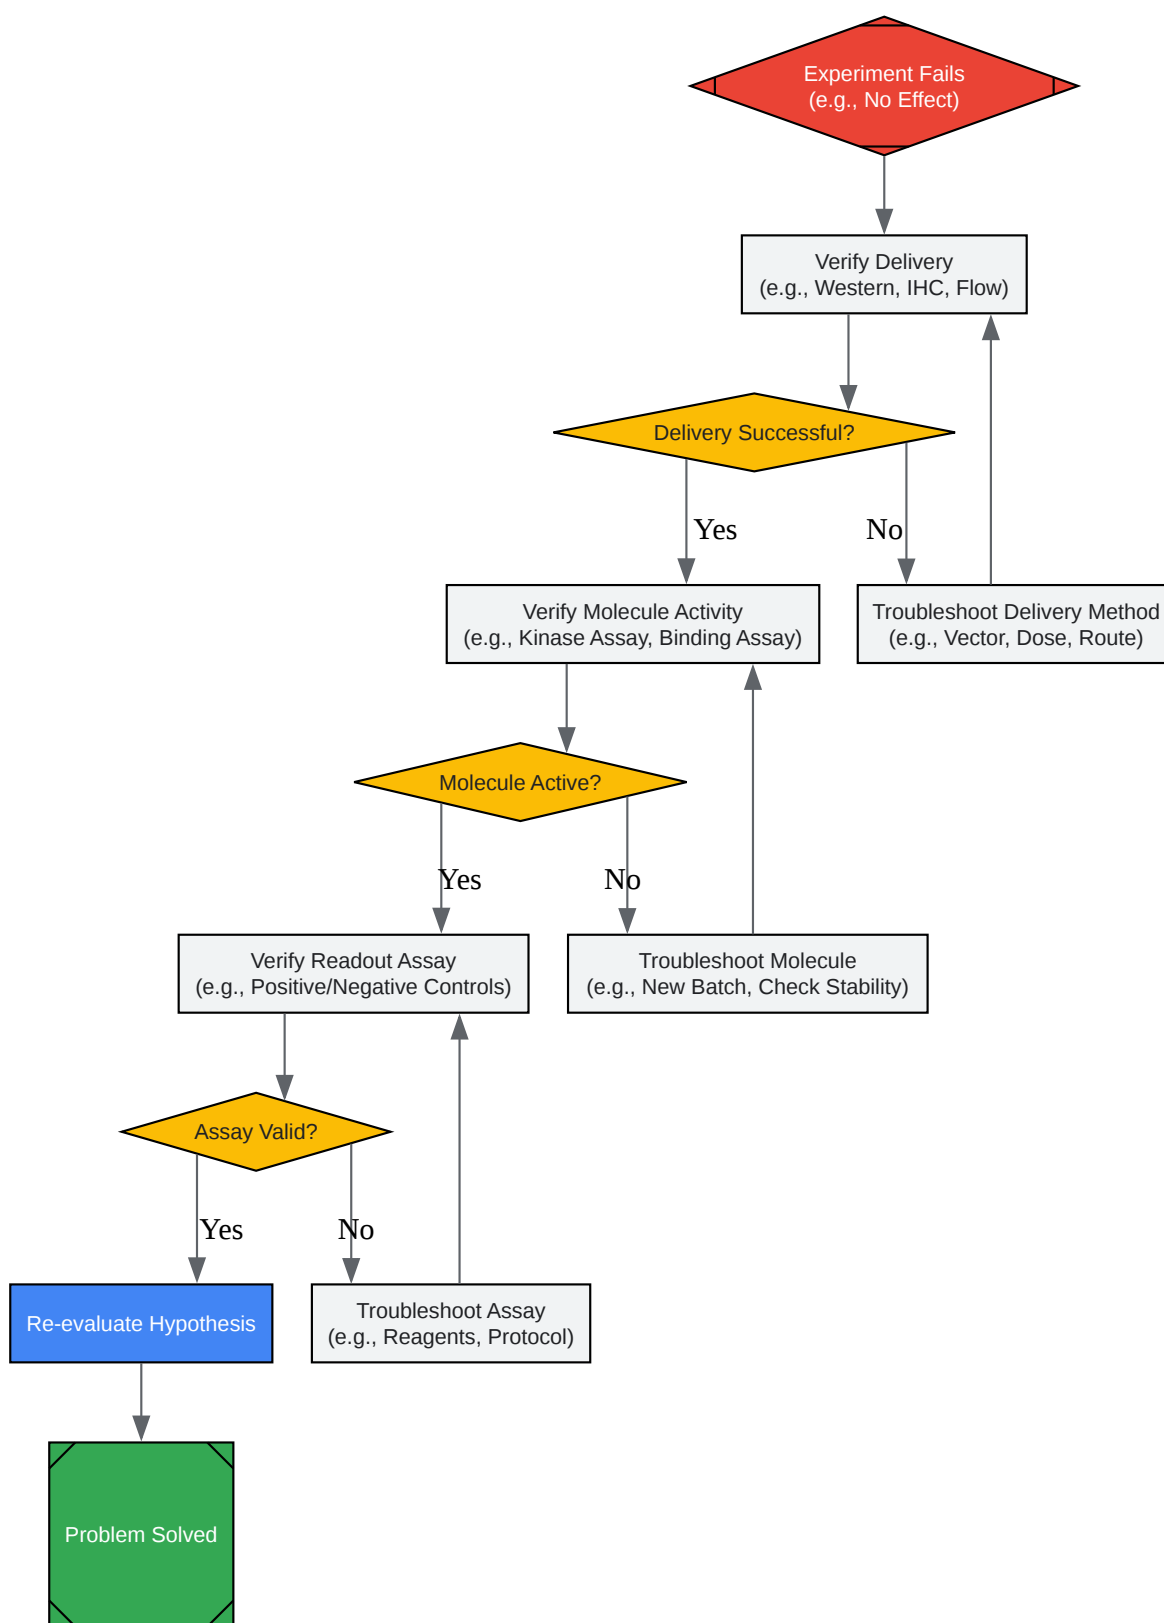 Experiment Fails
(e.g., No Effect)
Verify Delivery
(e.g., Western, IHC, Flow)
Delivery Successful?
Yes
No
Verify Molecule Activity
(e.g., Kinase Assay, Binding Assay)
Troubleshoot Delivery Method
(e.g., Vector, Dose, Route)
Molecule Active?
Yes
No
Verify Readout Assay
(e.g., Positive/Negative Controls)
Troubleshoot Molecule
(e.g., New Batch, Check Stability)
Assay Valid?
Yes
No
Re-evaluate Hypothesis
Troubleshoot Assay
(e.g., Reagents, Protocol)
Problem Solved